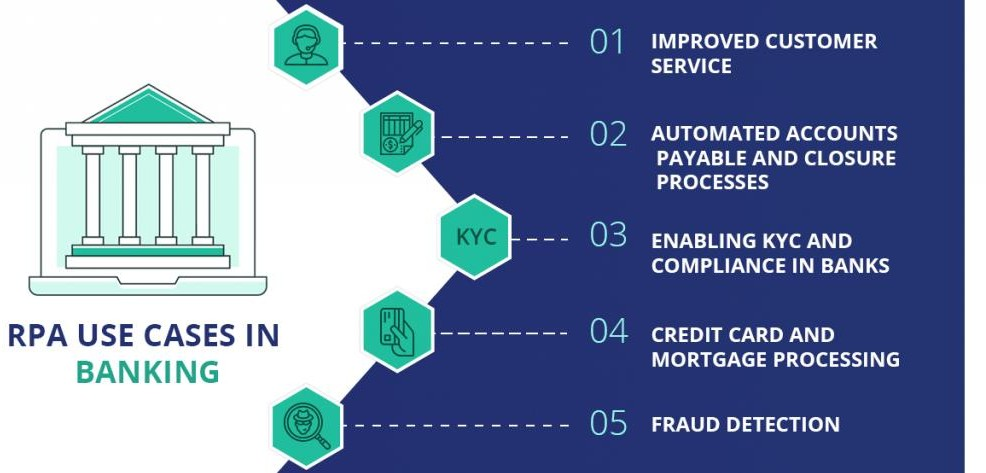 RPA USE CASES IN
BANKING
01
IMPROVED CUSTOMER
SERVICE
02
AUTOMATED ACCOUNTS
PAYABLE AND CLOSURE
PROCESSES
KYC
03
ENABLING KYC AND
COMPLIANCE IN BANKS
04
CREDIT CARD AND
MORTGAGE PROCESSING
05
FRAUD DETECTION